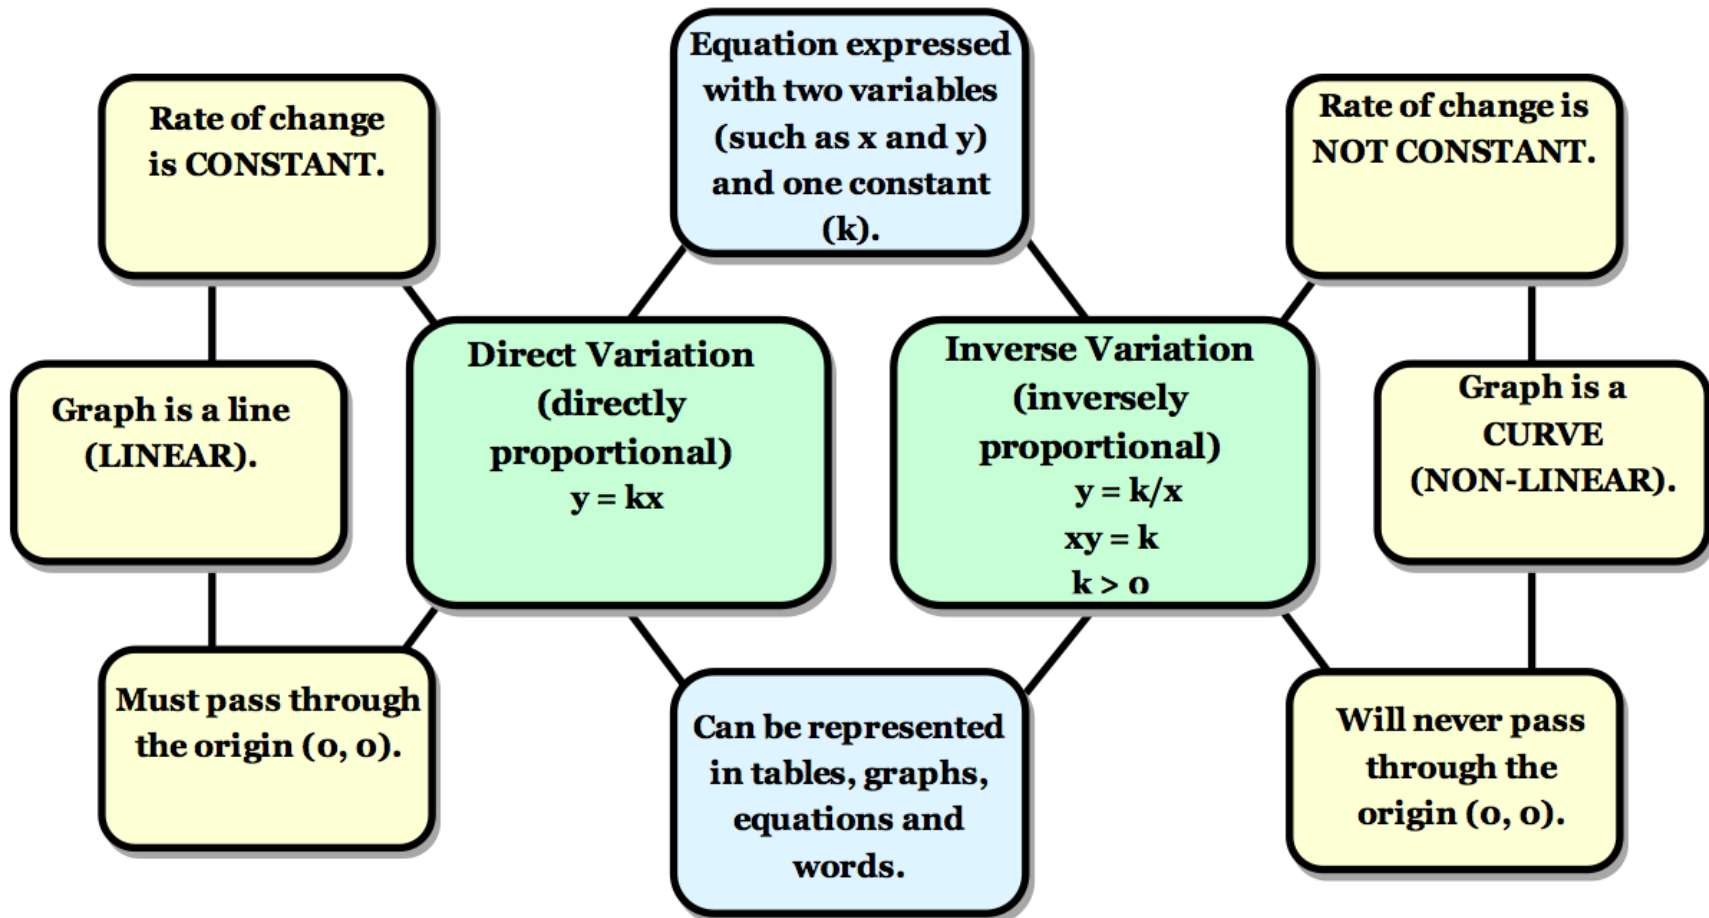 Equation expressed
with two variables
(such as x and y)
and one constant
(k).
Rate of change
is CONSTANT.
Rate of change is
NOT CONSTANT.
Direct Variation
(directly
proportional)
y = kx
Inverse Variation
(inversely
proportional)
y = k/x
xy = k
k > 0
Graph is a line
(LINEAR).
Graph is a
CURVE
(NON-LINEAR).
Must pass through
the origin (0, 0).
Can be represented
in tables, graphs,
equations and
words.
Will never pass
through the
origin (0, 0).